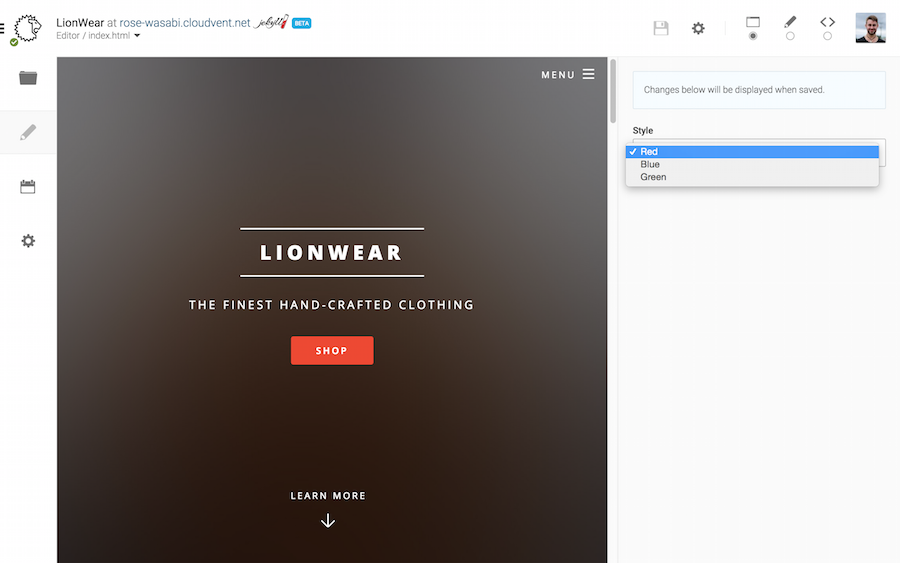 LionWear at rose-wasabi.cloudvent.net jekyll BETA
Editor / index.html
MENU
Changes below will be displayed when saved.
Style
Red
Blue
Green
LIONWEAR
THE FINEST HAND-CRAFTED CLOTHING
SHOP
LEARN MORE